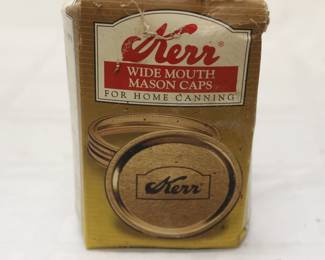 Kerr
WIDE MOUTH
MASON CAPS
FOR HOME CANNING
Kerr